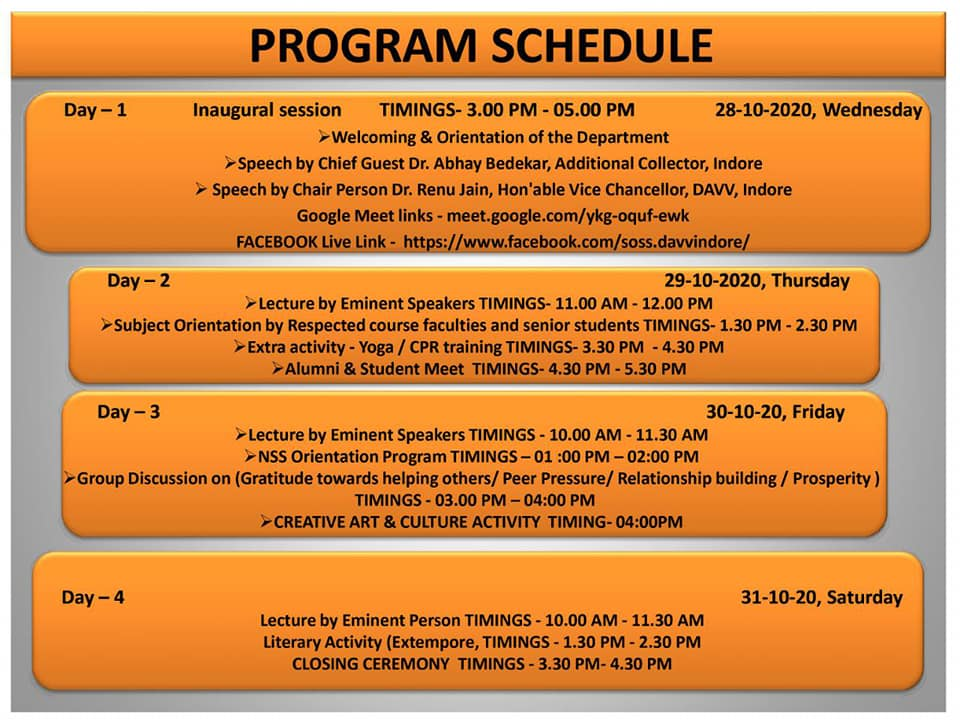 PROGRAM SCHEDULE
Day – 1 Inaugural session TIMINGS- 3.00 PM - 05.00 PM 28-10-2020, Wednesday
➢Welcoming & Orientation of the Department
➢Speech by Chief Guest Dr. Abhay Bedekar, Additional Collector, Indore
➢ Speech by Chair Person Dr. Renu Jain, Hon'able Vice Chancellor, DAVV, Indore
Google Meet links - meet.google.com/ykg-oquf-ewk
FACEBOOK Live Link - https://www.facebook.com/soss.davvindore/
Day – 2 29-10-2020, Thursday
➢Lecture by Eminent Speakers TIMINGS- 11.00 AM - 12.00 PM
➢Subject Orientation by Respected course faculties and senior students TIMINGS- 1.30 PM - 2.30 PM
➢Extra activity - Yoga / CPR training TIMINGS- 3.30 PM - 4.30 PM
➢Alumni & Student Meet TIMINGS- 4.30 PM - 5.30 PM
Day – 3 30-10-20, Friday
➢Lecture by Eminent Speakers TIMINGS - 10.00 AM - 11.30 AM
➢NSS Orientation Program TIMINGS – 01 :00 PM – 02:00 PM
➢Group Discussion on (Gratitude towards helping others/ Peer Pressure/ Relationship building / Prosperity )
TIMINGS - 03.00 PM – 04:00 PM
➢CREATIVE ART & CULTURE ACTIVITY TIMING- 04:00PM
Day – 4 31-10-20, Saturday
Lecture by Eminent Person TIMINGS - 10.00 AM - 11.30 AM
Literary Activity (Extempore, TIMINGS - 1.30 PM - 2.30 PM
CLOSING CEREMONY TIMINGS - 3.30 PM- 4.30 PM